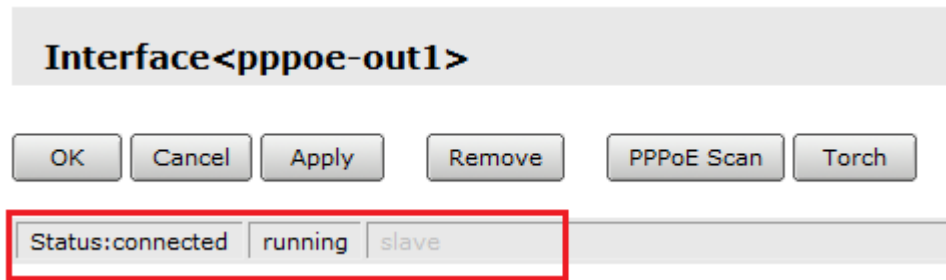 Interface<pppoe-out1>
OK Cancel Apply Remove PPPoE Scan Torch
Status:connected running slave